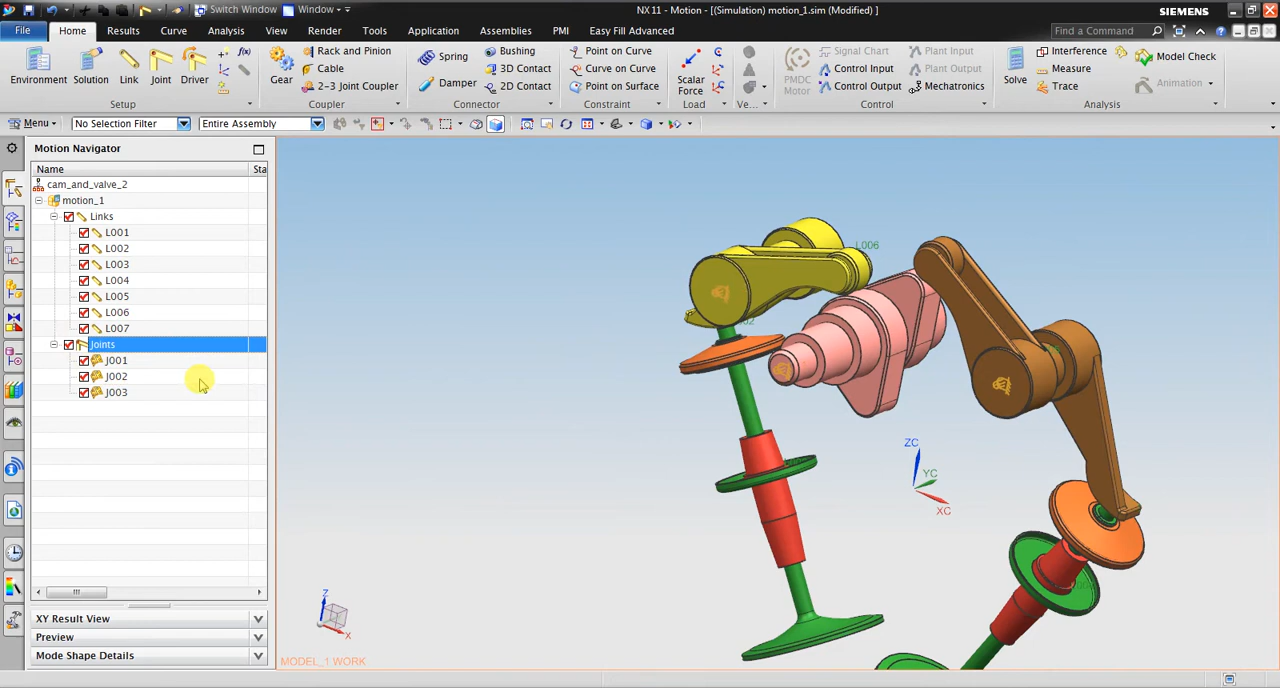 Switch Window Window
NX 11 - Motion - [(Simulation) motion_1.sim (Modified) ]
SIEMENS
File Home Results Curve Analysis View Render Tools Application Assemblies PMI Easy Fill Advanced Find a Command
Environment Solution Link Joint Driver f(x)
Setup
Gear Rack and Pinion
Cable
2-3 Joint Coupler
Coupler
Spring Bushing
3D Contact
Damper 2D Contact
Connector
Point on Curve
Curve on Curve
Point on Surface
Constraint
Scalar Force
Load
Ve...
PMDC Motor Signal Chart Plant Input
Control Input Plant Output
Control Output Mechatronics
Control
Solve Interference Model Check
Measure
Trace Animation
Analysis
Menu No Selection Filter Entire Assembly
Motion Navigator
Name Sta
cam_and_valve_2
motion_1
Links
L001
L002
L003
L004
L005
L006
L007
Joints
J001
J002
J003
XY Result View
Preview
Mode Shape Details
L006
ZC
YC
XC
Z
X
MODEL_1 WORK